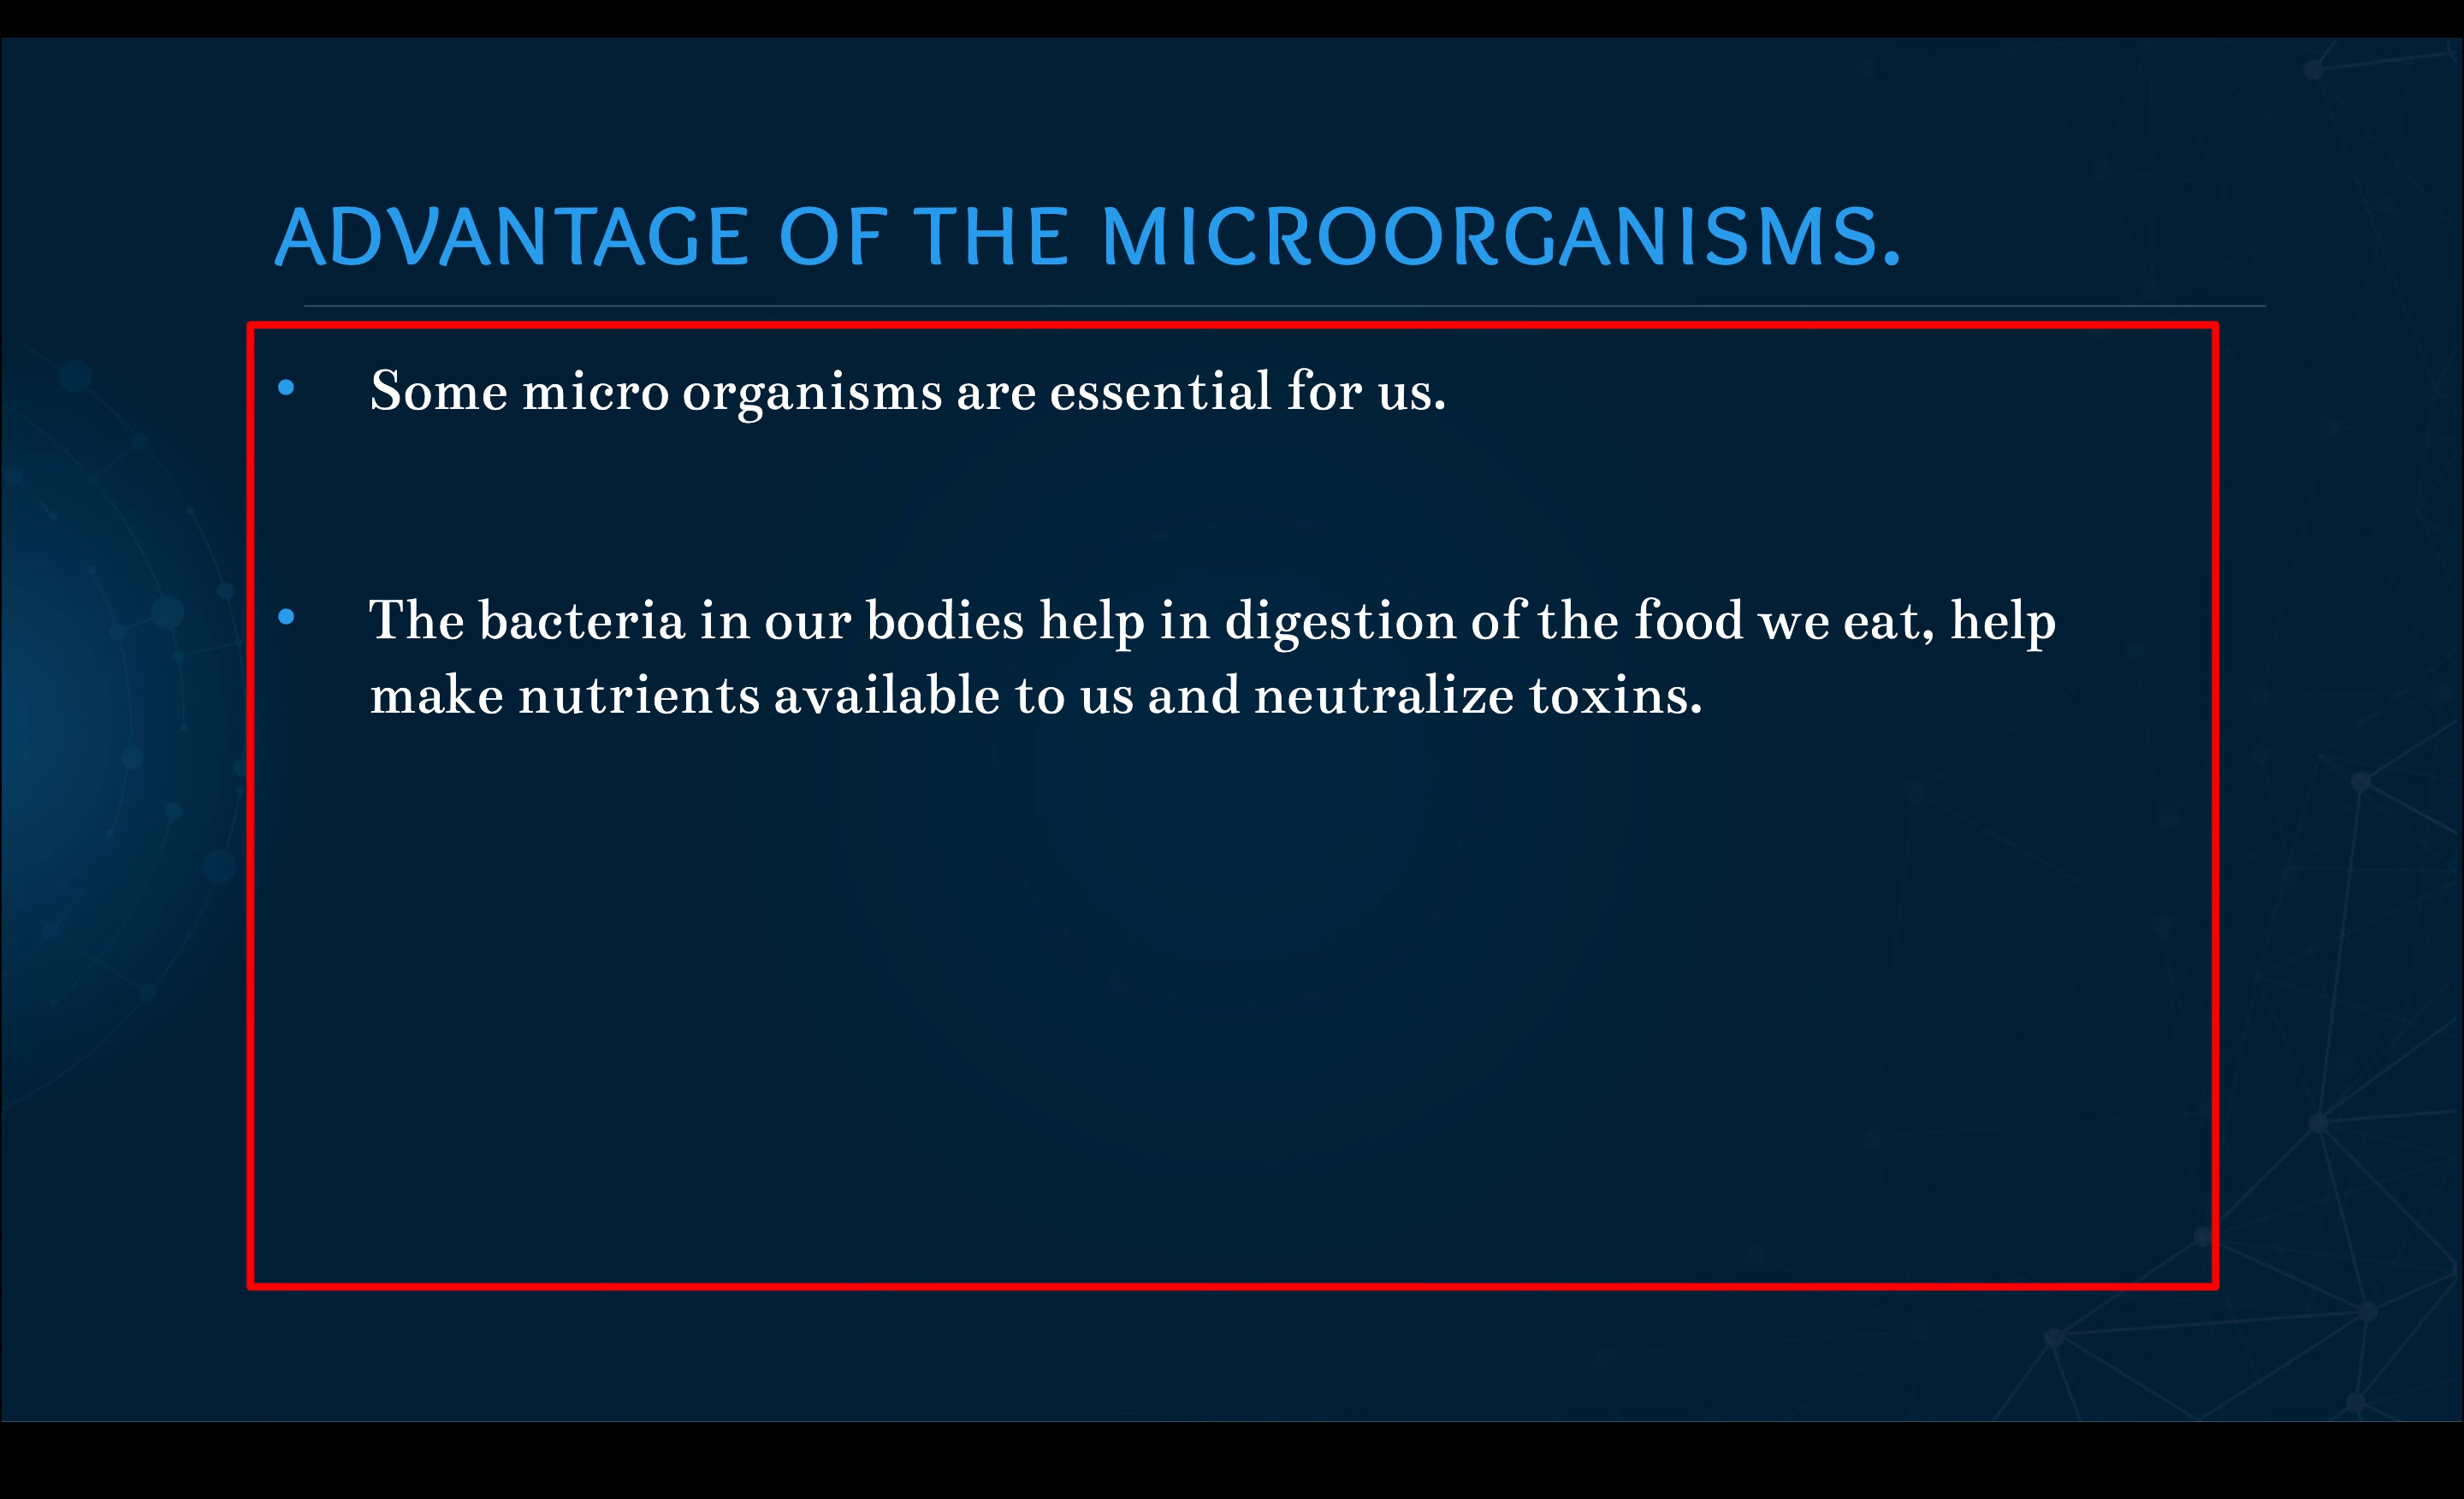 ADVANTAGE OF THE MICROORGANISMS.
• Some micro organisms are essential for us.
• The bacteria in our bodies help in digestion of the food we eat, help
make nutrients available to us and neutralize toxins.